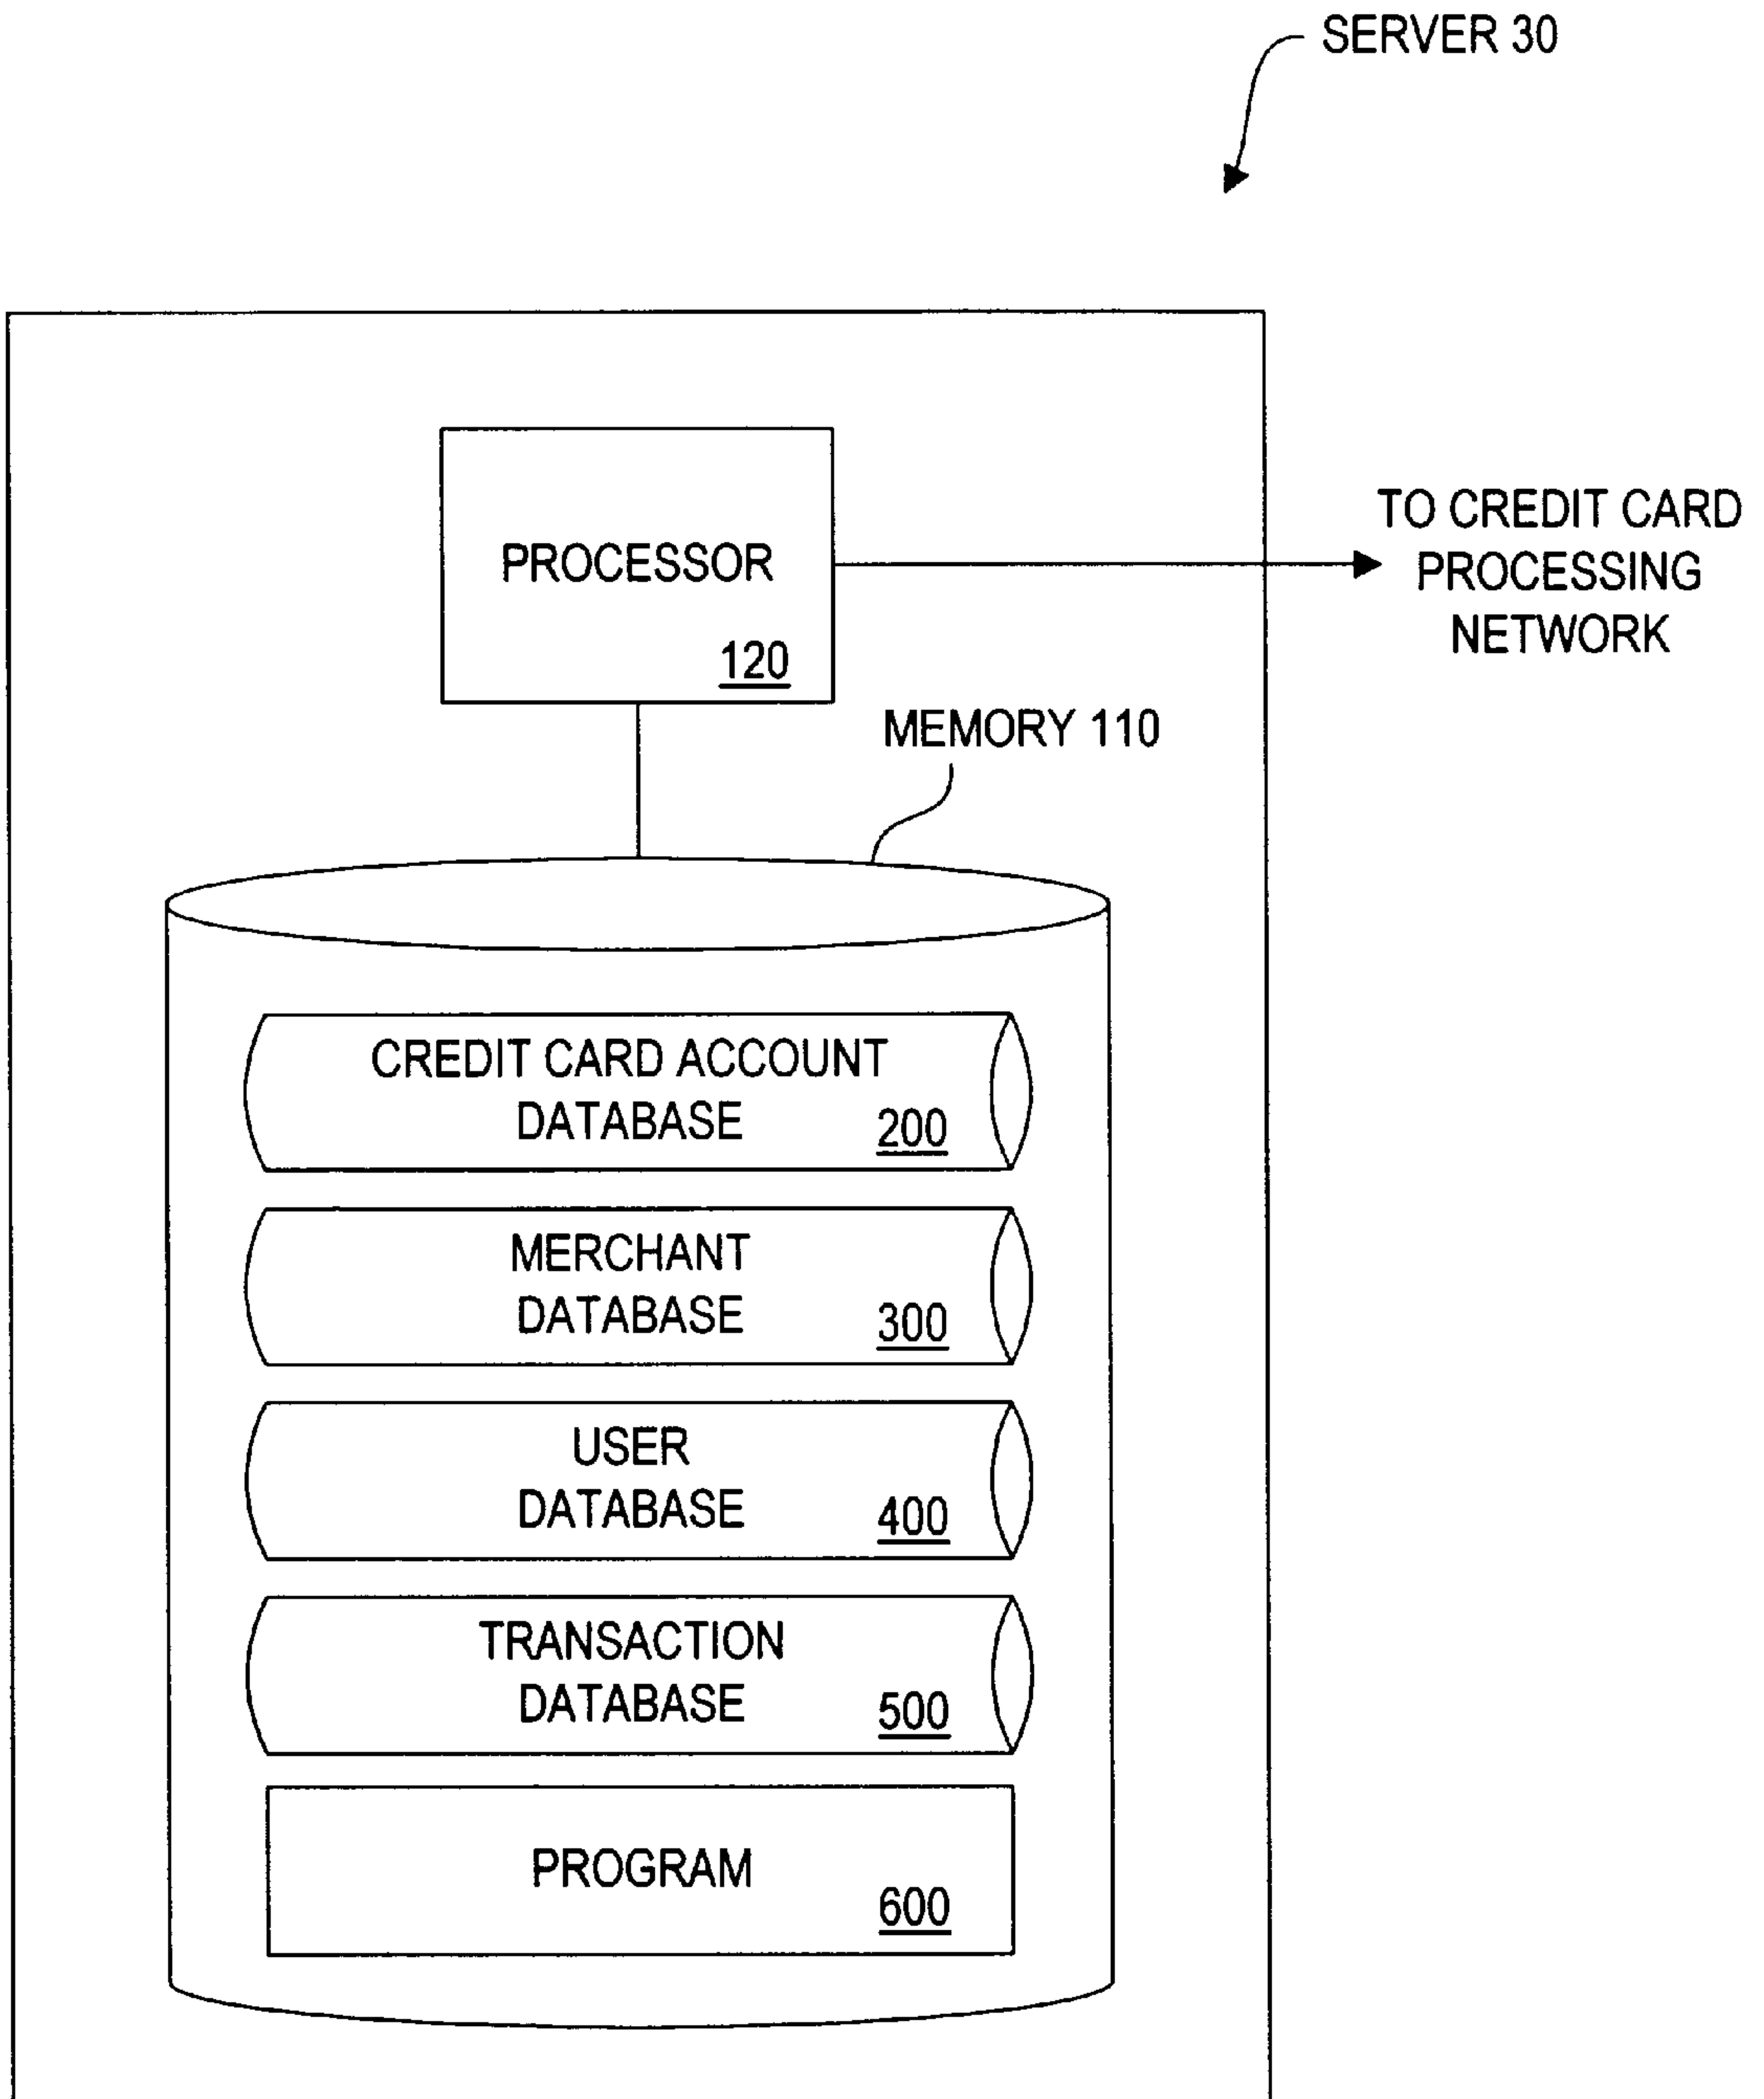 SERVER 30
TO CREDIT CARD
PROCESSING
NETWORK
PROCESSOR
120
MEMORY 110
CREDIT CARD ACCOUNT
DATABASE 200
MERCHANT
DATABASE 300
USER
DATABASE 400
TRANSACTION
DATABASE 500
PROGRAM
600